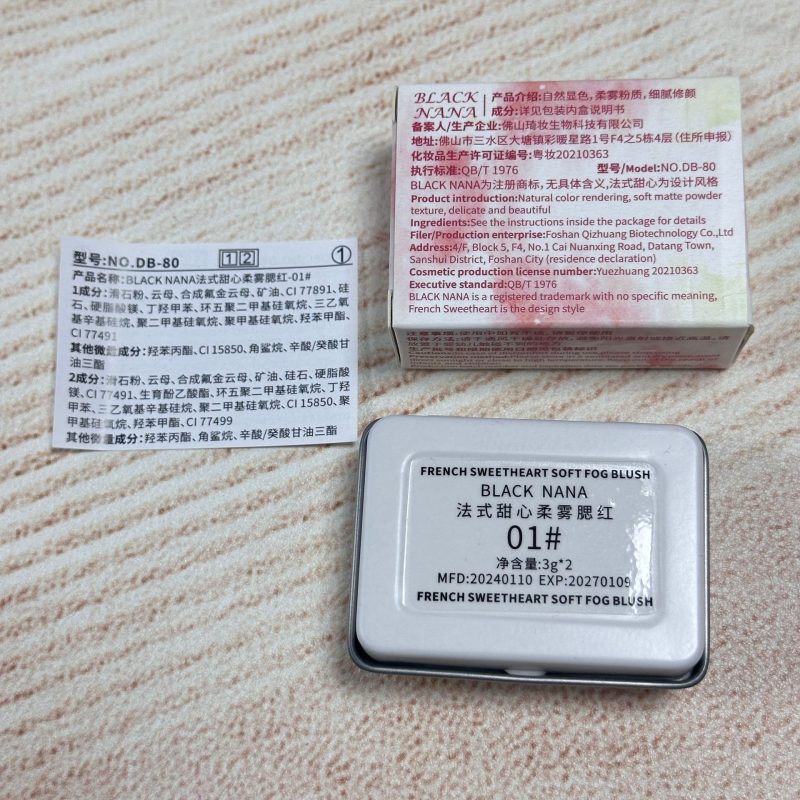 型号:NO.DB-80 1 2 ①
产品名称:BLACK NANA法式甜心柔雾腮红-01#
1成分:滑石粉、云母、合成氟金云母、矿油、CI 77891、硅
石、硬脂酸镁、丁羟甲苯、环五聚二甲基硅氧烷、三乙氧
基辛基硅烷、聚二甲基硅氧烷、羟苯甲酯、
CI 77491
其他微量成分:羟苯丙酯、CI 15850、角鲨烷、辛酸/癸酸甘
油三酯
2成分:滑石粉、云母、合成氟金云母、矿油、硅石、硬脂酸
镁、CI 77491、生育酚乙酸酯、环五聚二甲基硅氧烷、丁羟
甲苯、三乙氧基辛基硅烷、聚二甲基硅氧烷、CI 15850、聚
甲基硅氧烷、羟苯甲酯、CI 77499
其他微量成分:羟苯丙酯、角鲨烷、辛酸/癸酸甘油三酯
BLACK
NANA
产品介绍:自然显色，柔雾粉质，细腻修颜
成分:详见包装内盒说明书
备案人/生产企业:佛山琦妆生物科技有限公司
地址:佛山市三水区大塘镇彩暖星路1号F4之5栋4层（住所申报）
化妆品生产许可证编号:粤妆20210363
执行标准:QB/T 1976 型号/Model:NO.DB-80
BLACK NANA为注册商标，无具体含义，法式甜心为设计风格
Product introduction:Natural color rendering, soft matte powder
texture, delicate and beautiful
Ingredients:See the instructions inside the package for details
Filer/Production enterprise:Foshan Qizhuang Biotechnology Co.,Ltd
Address:4/F, Block 5, F4, No.1 Cai Nuanxing Road, Datang Town,
Sanshui District, Foshan City (residence declaration)
Cosmetic production license number:Yuezhuang 20210363
Executive standard:QB/T 1976
BLACK NANA is a registered trademark with no specific meaning,
French Sweetheart is the design style
FRENCH SWEETHEART SOFT FOG BLUSH
BLACK NANA
法式甜心柔雾腮红
01#
净含量:3g*2
MFD:20240110 EXP:20270109
FRENCH SWEETHEART SOFT FOG BLUSH